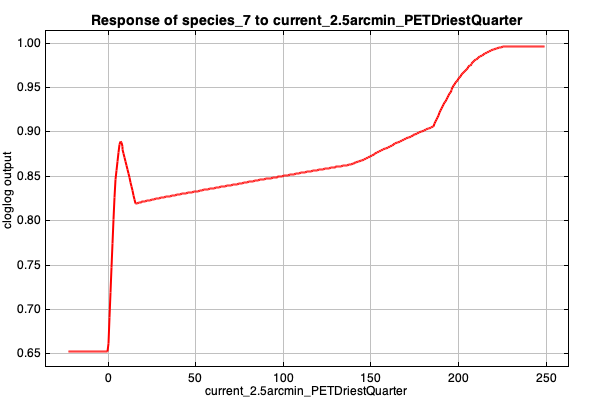 Response of species_7 to current_2.5arcmin_PETDriestQuarter
cloglog output
1.00
0.95
0.90
0.85
0.80
0.75
0.70
0.65
0 50 100 150 200 250
current_2.5arcmin_PETDriestQuarter